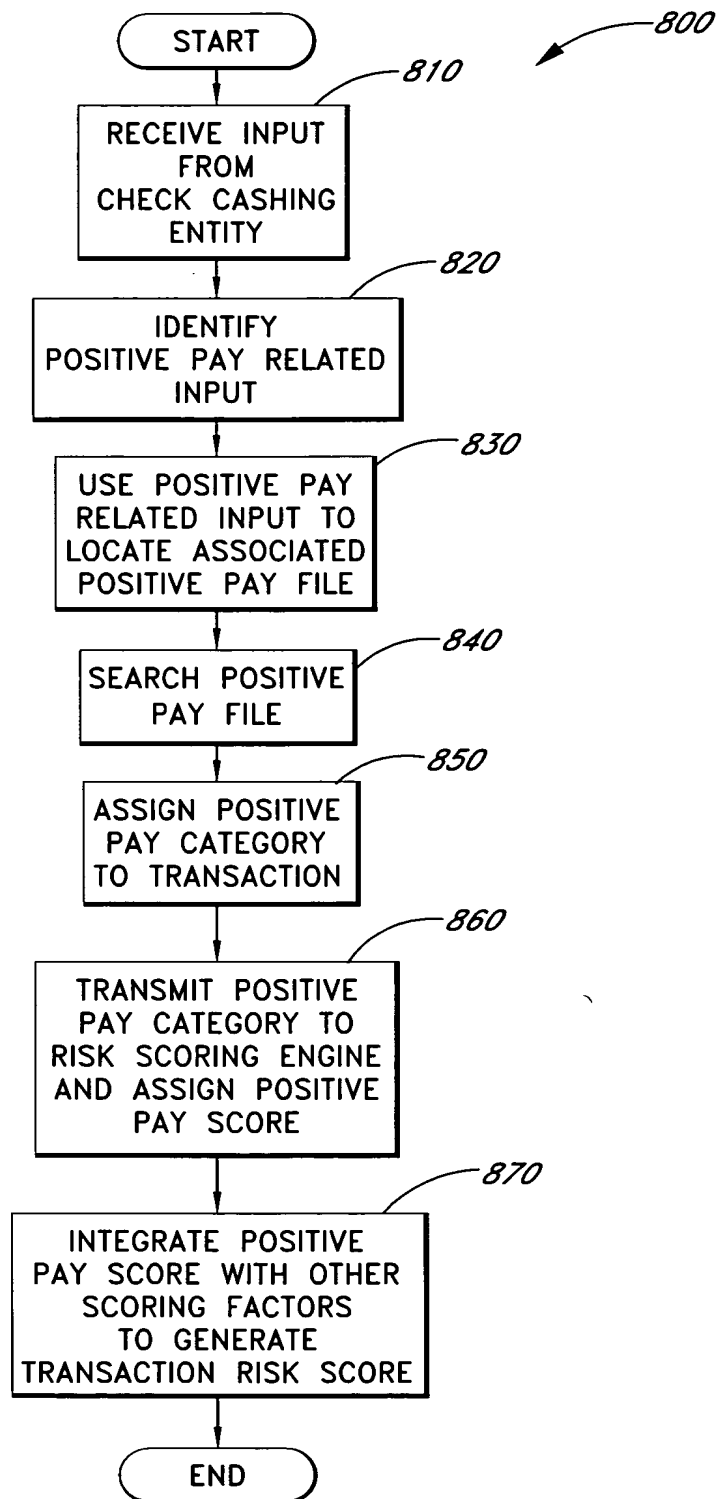 START
800
810
RECEIVE INPUT
FROM
CHECK CASHING
ENTITY
820
IDENTIFY
POSITIVE PAY RELATED
INPUT
830
USE POSITIVE PAY
RELATED INPUT TO
LOCATE ASSOCIATED
POSITIVE PAY FILE
840
SEARCH POSITIVE
PAY FILE
850
ASSIGN POSITIVE
PAY CATEGORY
TO TRANSACTION
860
TRANSMIT POSITIVE
PAY CATEGORY TO
RISK SCORING ENGINE
AND ASSIGN POSITIVE
PAY SCORE
870
INTEGRATE POSITIVE
PAY SCORE WITH OTHER
SCORING FACTORS
TO GENERATE
TRANSACTION RISK SCORE
END